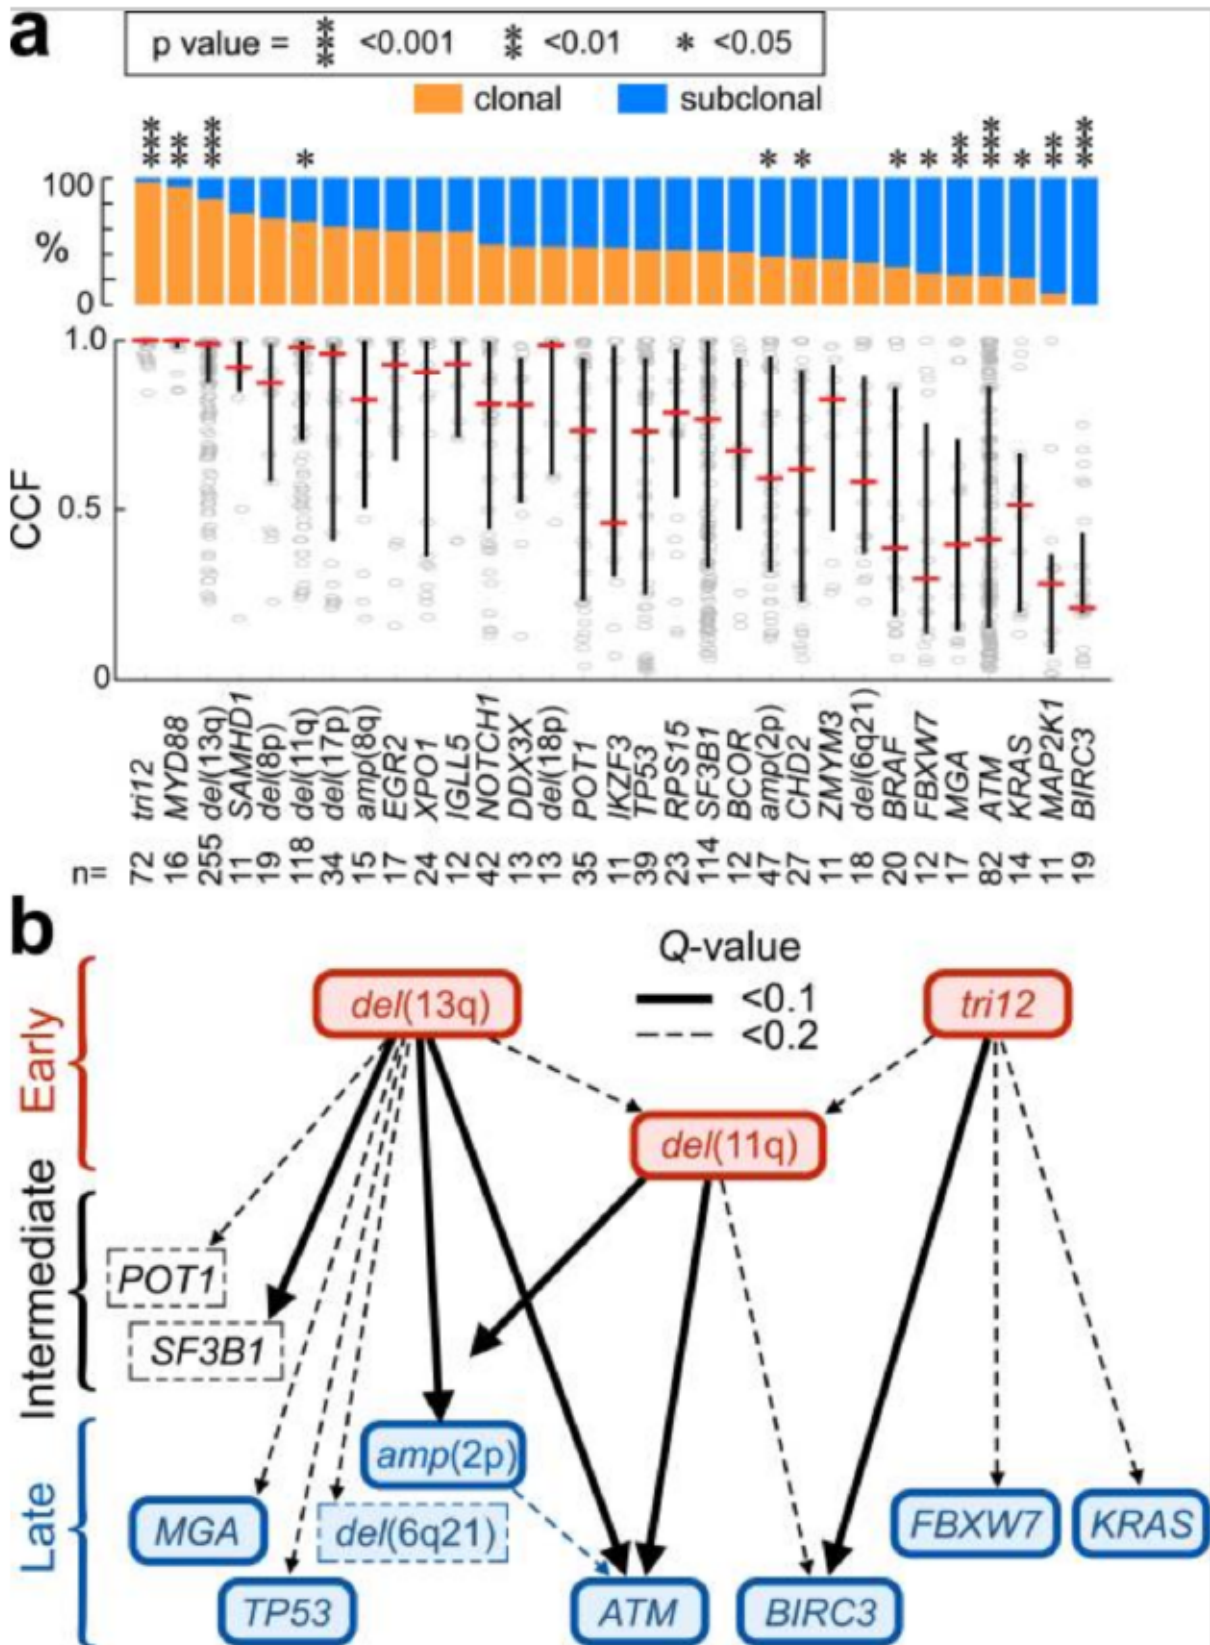 a
p value = *** <0.001 ** <0.01 * <0.05
clonal subclonal
*** ** *** * * * * * ** *** * ** ***
100
%
0
1.0
CCF
0.5
0
tri12 MYD88 del(13q) SAMHD1 del(8p) del(11q) del(17p) amp(8q) EGR2 XPO1 IGLL5 NOTCH1 DDX3X del(18p) POT1 IKZF3 TP53 RPS15 SF3B1 BCOR amp(2p) CHD2 ZMYM3 del(6q21) BRAF FBXW7 MGA ATM KRAS MAP2K1 BIRC3
n= 72 16 255 11 19 118 34 15 17 24 12 42 13 13 35 11 39 23 114 12 47 27 11 18 20 12 17 82 14 11 19
b
Q-value
<0.1
<0.2
Early
del(13q)
tri12
del(11q)
Intermediate
POT1
SF3B1
Late
amp(2p)
MGA
del(6q21)
FBXW7
KRAS
TP53
ATM
BIRC3